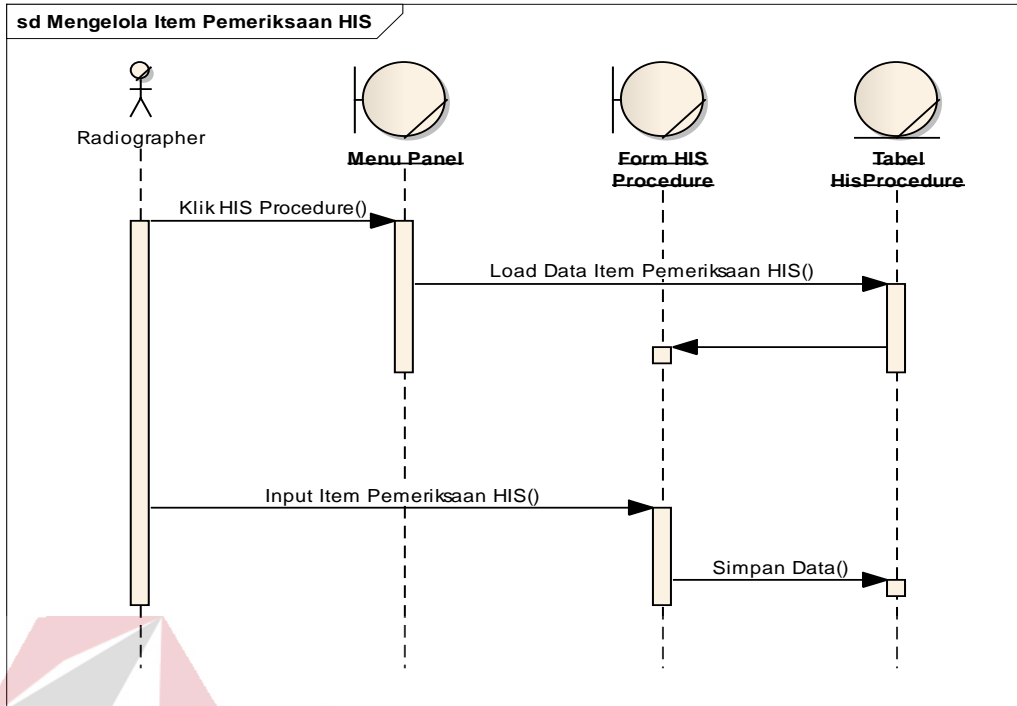 sd Mengelola Item Pemeriksaan HIS
Radiographer
Menu Panel
Form HIS
Procedure
Tabel
HisProcedure
Klik HIS Procedure()
Load Data Item Pemeriksaan HIS()
Input Item Pemeriksaan HIS()
Simpan Data()